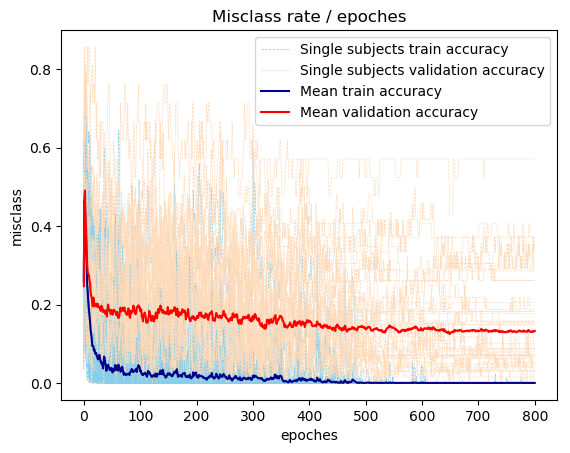 Misclass rate / epoches
Single subjects train accuracy
Single subjects validation accuracy
Mean train accuracy
Mean validation accuracy
misclass
0.8
0.6
0.4
0.2
0.0
0 100 200 300 400 500 600 700 800
epoches